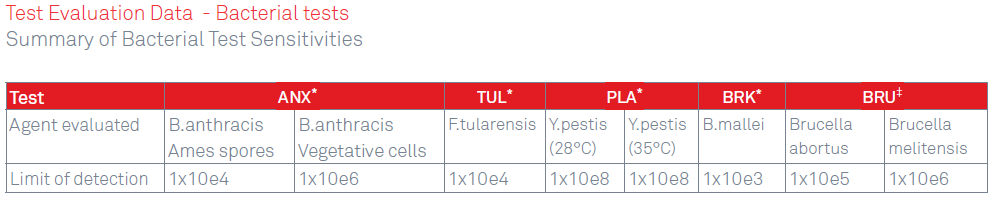 Test Evaluation Data - Bacterial tests
Summary of Bacterial Test Sensitivities
Test ANX* TUL* PLA* BRK* BRU‡
Agent evaluated B.anthracis B.anthracis F.tularensis Y.pestis Y.pestis B.mallei Brucella Brucella
Ames spores Vegetative cells (28°C) (35°C) abortus melitensis
Limit of detection 1x10e4 1x10e6 1x10e4 1x10e8 1x10e8 1x10e3 1x10e5 1x10e6